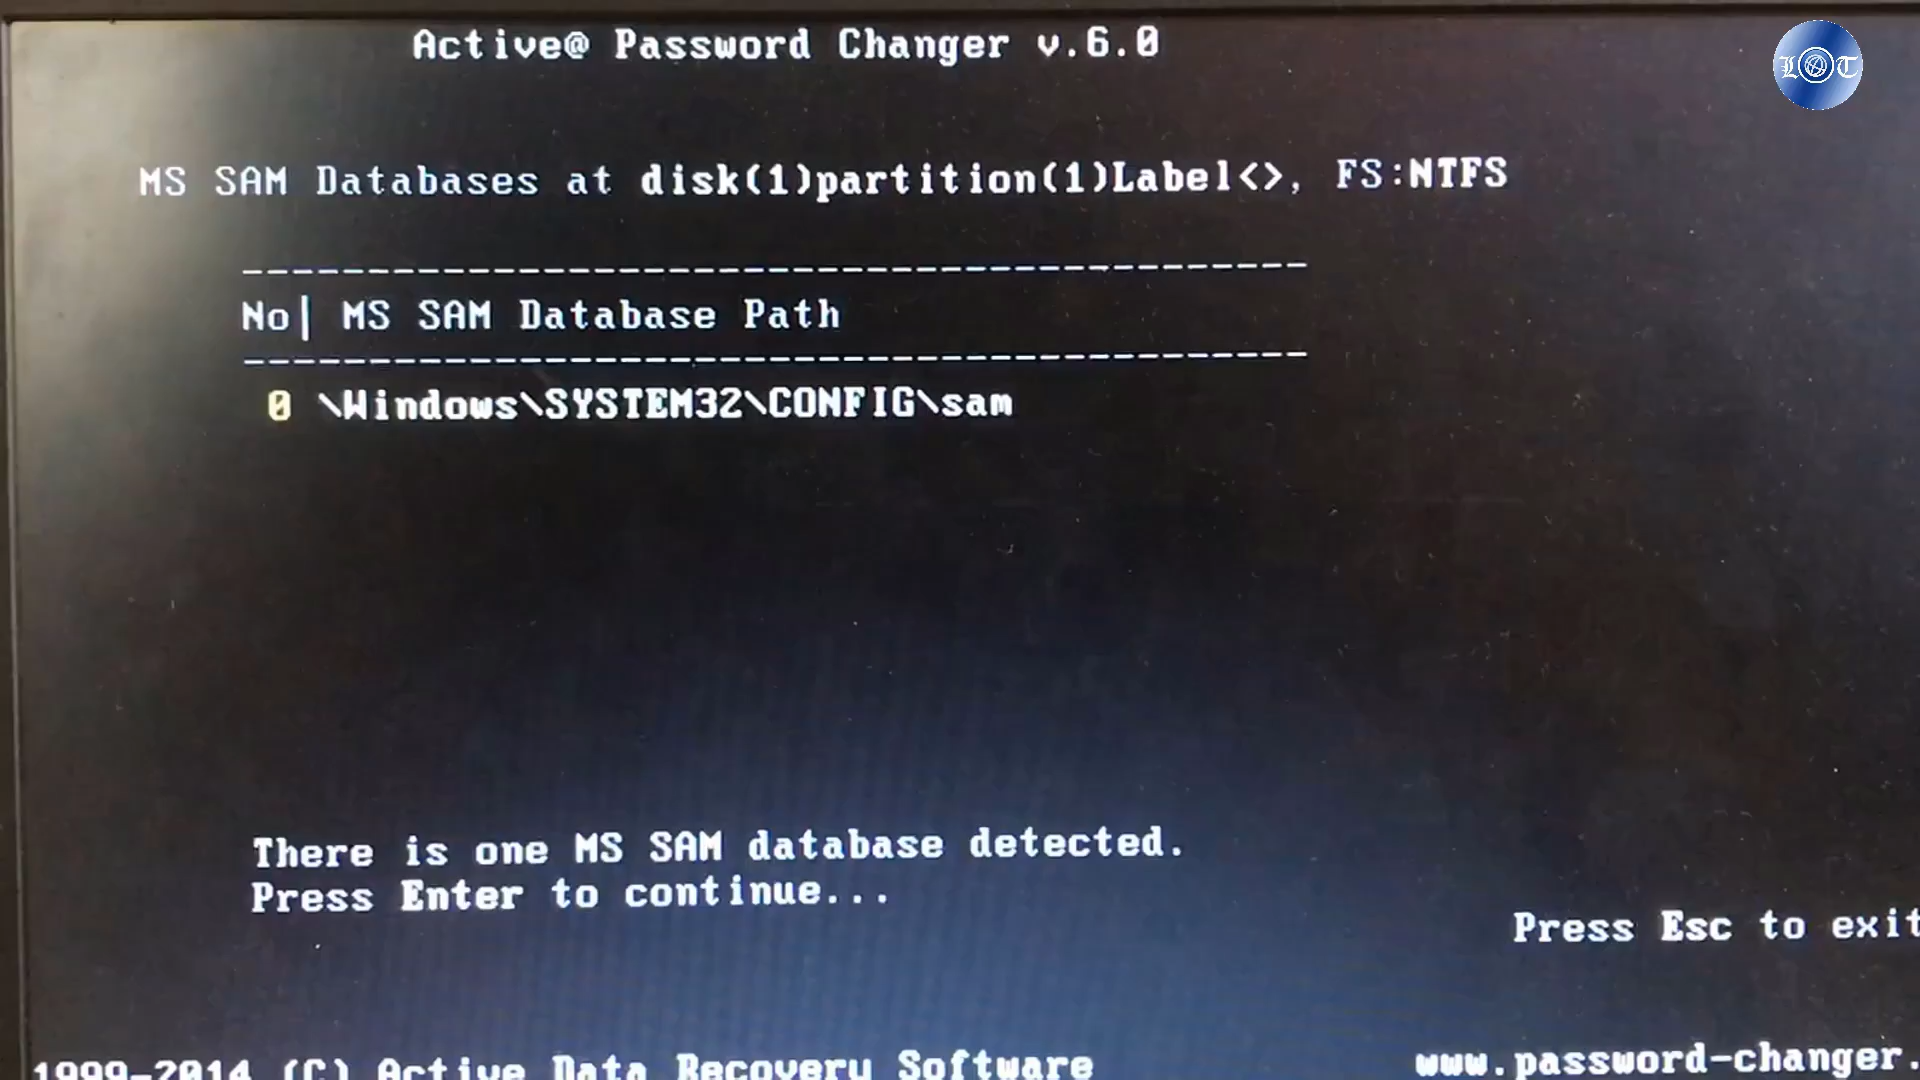 Active@ Password Changer v.6.0
LOT
MS SAM Databases at disk(1)partition(1)Label<>, FS:NTFS
No| MS SAM Database Path
0 \Windows\SYSTEM32\CONFIG\sam
There is one MS SAM database detected.
Press Enter to continue...
Press Esc to exit
1999-2014 (C) Active Data Recovery Software
www.password-changer.